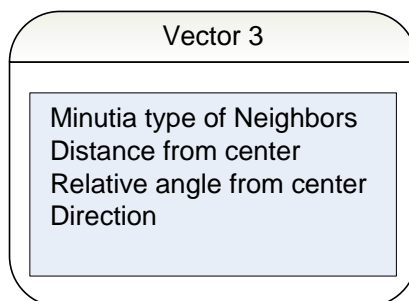 Vector 3
Minutia type of Neighbors
Distance from center
Relative angle from center
Direction